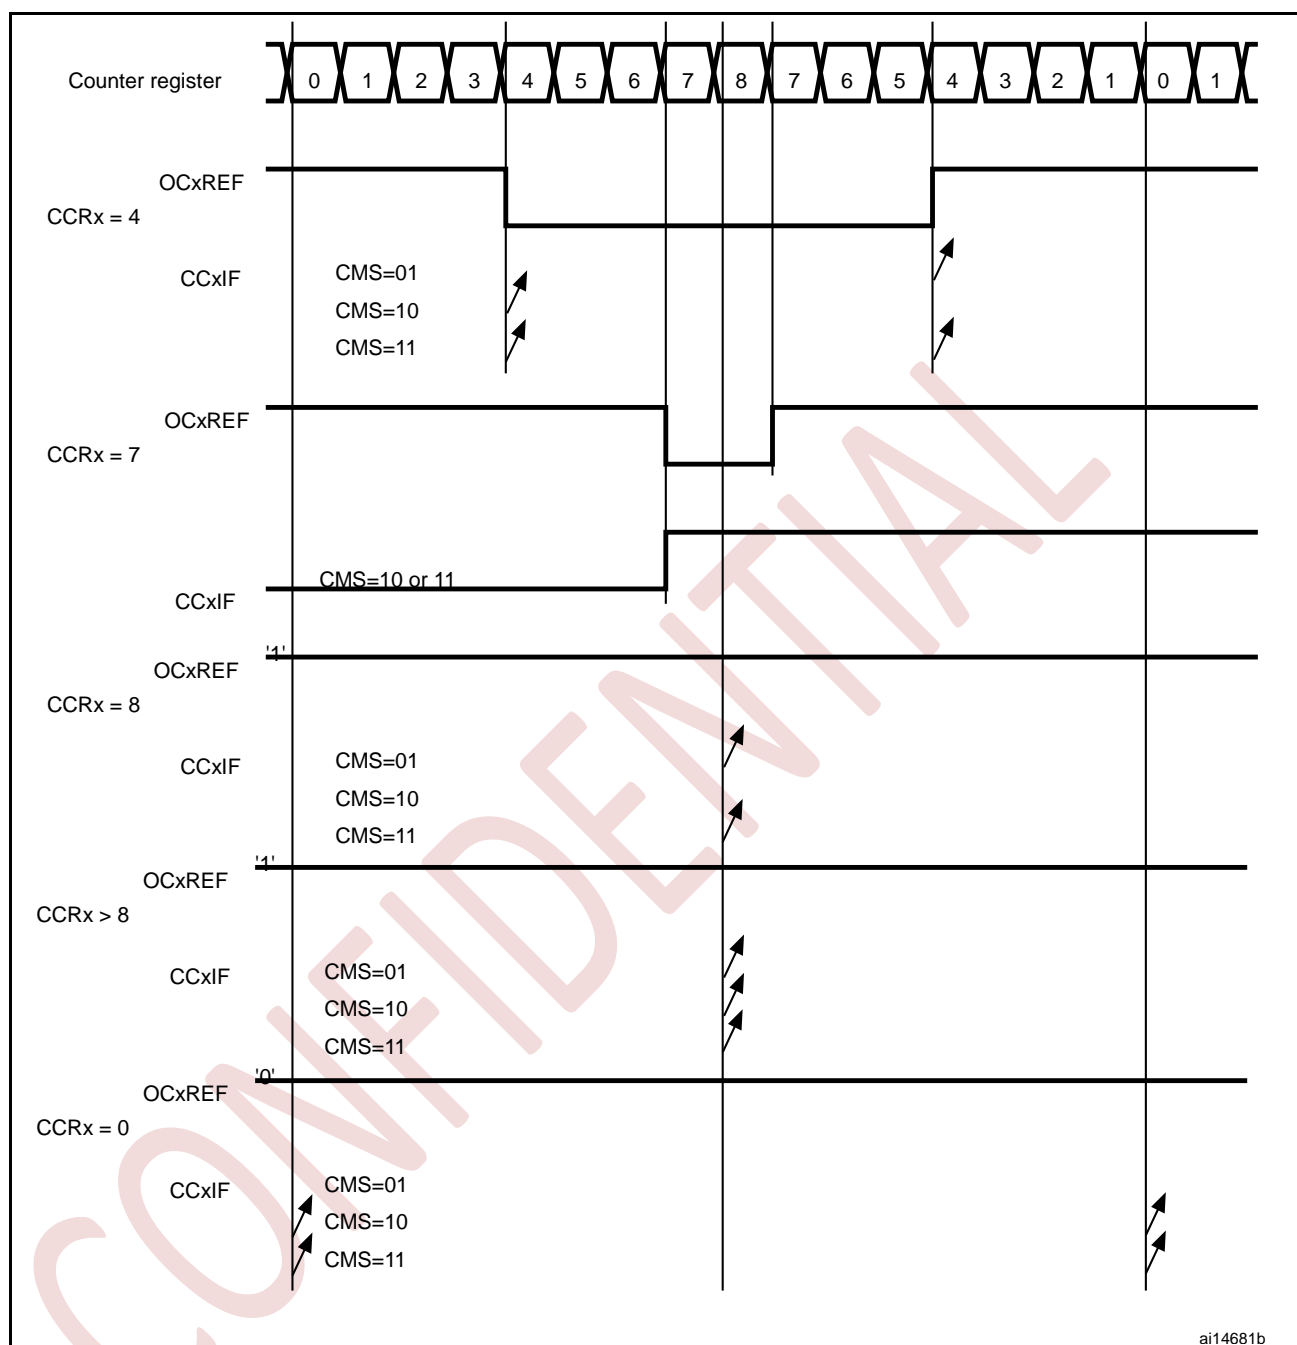 Counter register 0 1 2 3 4 5 6 7 8 7 6 5 4 3 2 1 0 1
OCxREF
CCRx = 4
CCxIF CMS=01
CMS=10
CMS=11
OCxREF
CCRx = 7
CMS=10 or 11
CCxIF
'1'
OCxREF
CCRx = 8
CCxIF CMS=01
CMS=10
CMS=11
'1'
OCxREF
CCRx > 8
CCxIF CMS=01
CMS=10
CMS=11
'0'
OCxREF
CCRx = 0
CCxIF CMS=01
CMS=10
CMS=11
ai14681b
CONFIDENTIAL